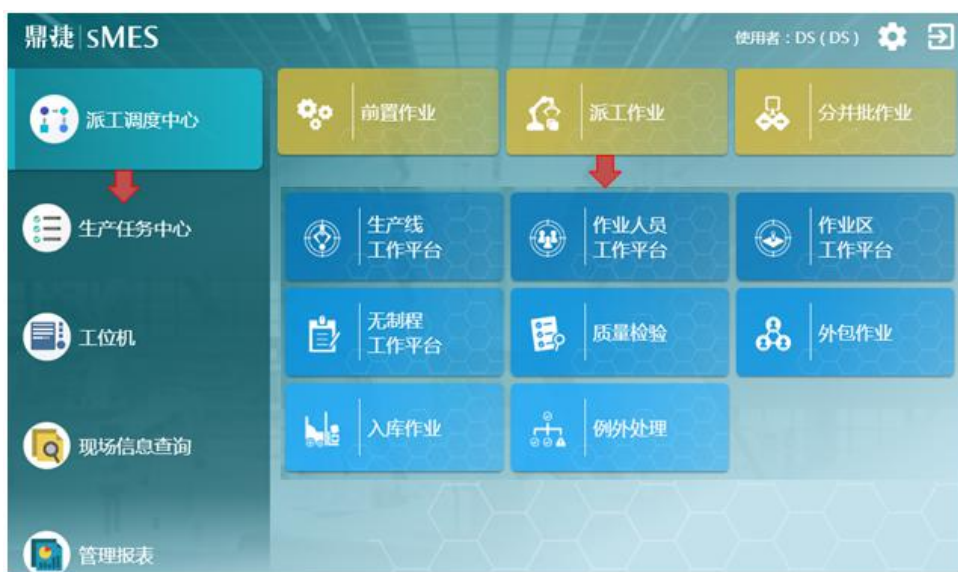 鼎捷 sMES
使用者：DS ( DS )
派工调度中心
生产任务中心
工位机
现场信息查询
管理报表
前置作业
派工作业
分并批作业
生产线
工作平台
作业人员
工作平台
作业区
工作平台
无制程
工作平台
质量检验
外包作业
入库作业
例外处理